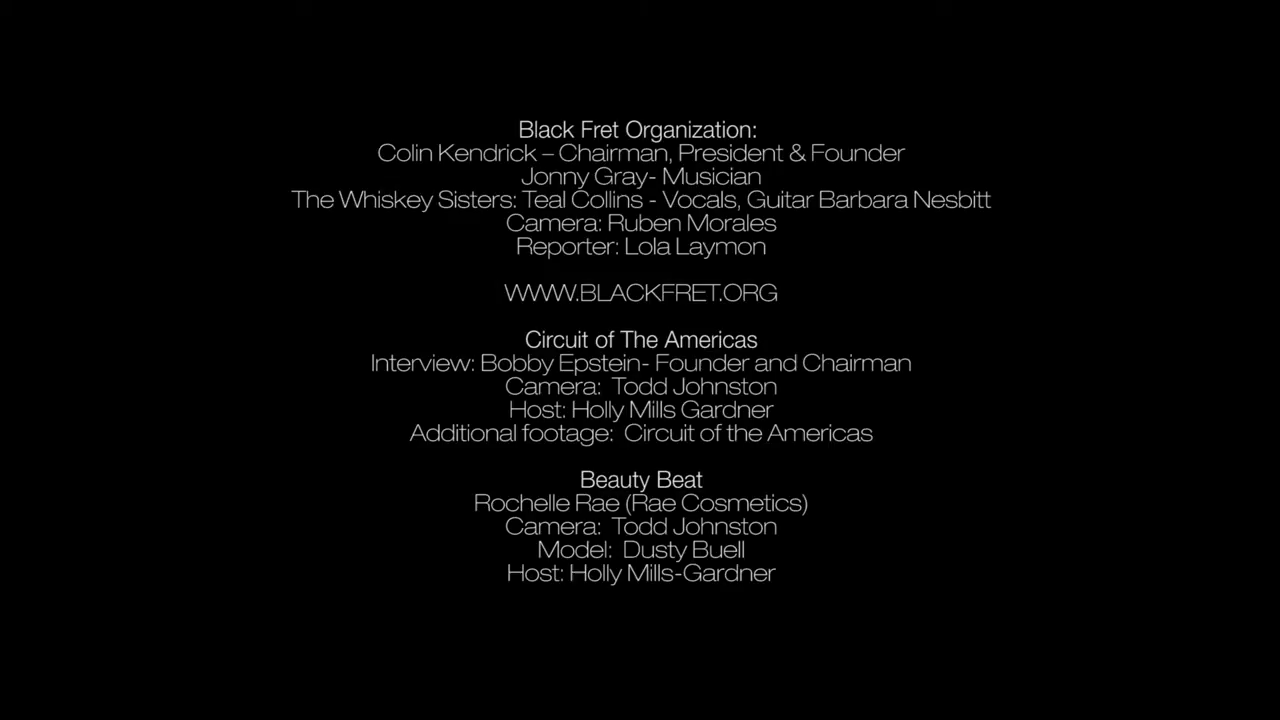 Black Fret Organization:
Colin Kendrick – Chairman, President & Founder
Jonny Gray- Musician
The Whiskey Sisters: Teal Collins - Vocals, Guitar Barbara Nesbitt
Camera: Ruben Morales
Reporter: Lola Laymon
WWW.BLACKFRET.ORG
Circuit of The Americas
Interview: Bobby Epstein- Founder and Chairman
Camera:  Todd Johnston
Host: Holly Mills Gardner
Additional footage:  Circuit of the Americas
Beauty Beat
Rochelle Rae (Rae Cosmetics)
Camera:  Todd Johnston
Model:  Dusty Buell
Host: Holly Mills-Gardner